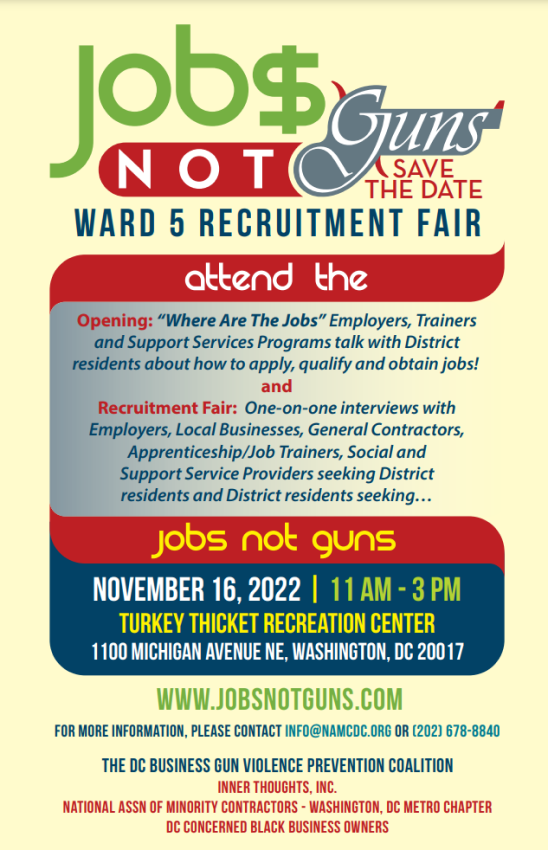 Job$
NOT Guns
SAVE
THE DATE
WARD 5 RECRUITMENT FAIR
attend the
Opening: “Where Are The Jobs” Employers, Trainers
and Support Services Programs talk with District
residents about how to apply, qualify and obtain jobs!
and
Recruitment Fair: One-on-one interviews with
Employers, Local Businesses, General Contractors,
Apprenticeship/Job Trainers, Social and
Support Service Providers seeking District
residents and District residents seeking…
jobs not guns
NOVEMBER 16, 2022 | 11 AM - 3 PM
TURKEY THICKET RECREATION CENTER
1100 MICHIGAN AVENUE NE, WASHINGTON, DC 20017
WWW.JOBSNOTGUNS.COM
FOR MORE INFORMATION, PLEASE CONTACT INFO@NAMCDC.ORG OR (202) 678-8840
THE DC BUSINESS GUN VIOLENCE PREVENTION COALITION
INNER THOUGHTS, INC.
NATIONAL ASSN OF MINORITY CONTRACTORS - WASHINGTON, DC METRO CHAPTER
DC CONCERNED BLACK BUSINESS OWNERS